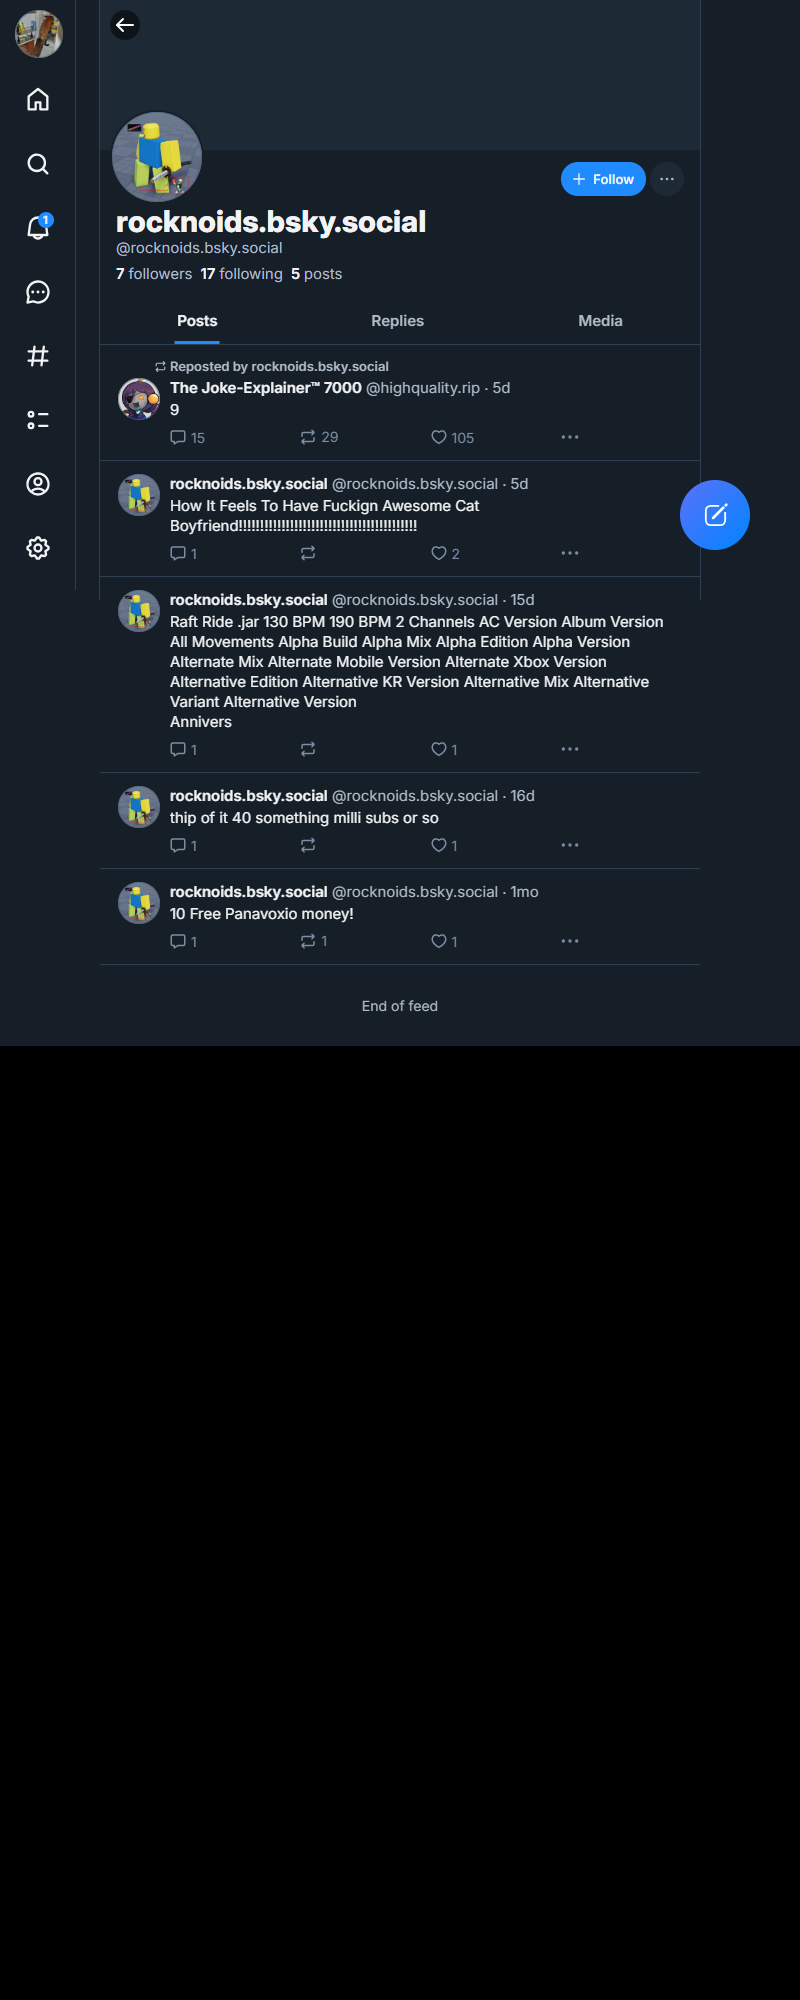 1
+ Follow
rocknoids.bsky.social
@rocknoids.bsky.social
7 followers 17 following 5 posts
Posts Replies Media
Reposted by rocknoids.bsky.social
The Joke-Explainer™ 7000 @highquality.rip · 5d
9
15 29 105
rocknoids.bsky.social @rocknoids.bsky.social · 5d
How It Feels To Have Fuckign Awesome Cat
Boyfriend!!!!!!!!!!!!!!!!!!!!!!!!!!!!!!!!!!!!!!!!!!
1 2
rocknoids.bsky.social @rocknoids.bsky.social · 15d
Raft Ride .jar 130 BPM 190 BPM 2 Channels AC Version Album Version
All Movements Alpha Build Alpha Mix Alpha Edition Alpha Version
Alternate Mix Alternate Mobile Version Alternate Xbox Version
Alternative Edition Alternative KR Version Alternative Mix Alternative
Variant Alternative Version
Annivers
1 1
rocknoids.bsky.social @rocknoids.bsky.social · 16d
thip of it 40 something milli subs or so
1 1
rocknoids.bsky.social @rocknoids.bsky.social · 1mo
10 Free Panavoxio money!
1 1 1
End of feed